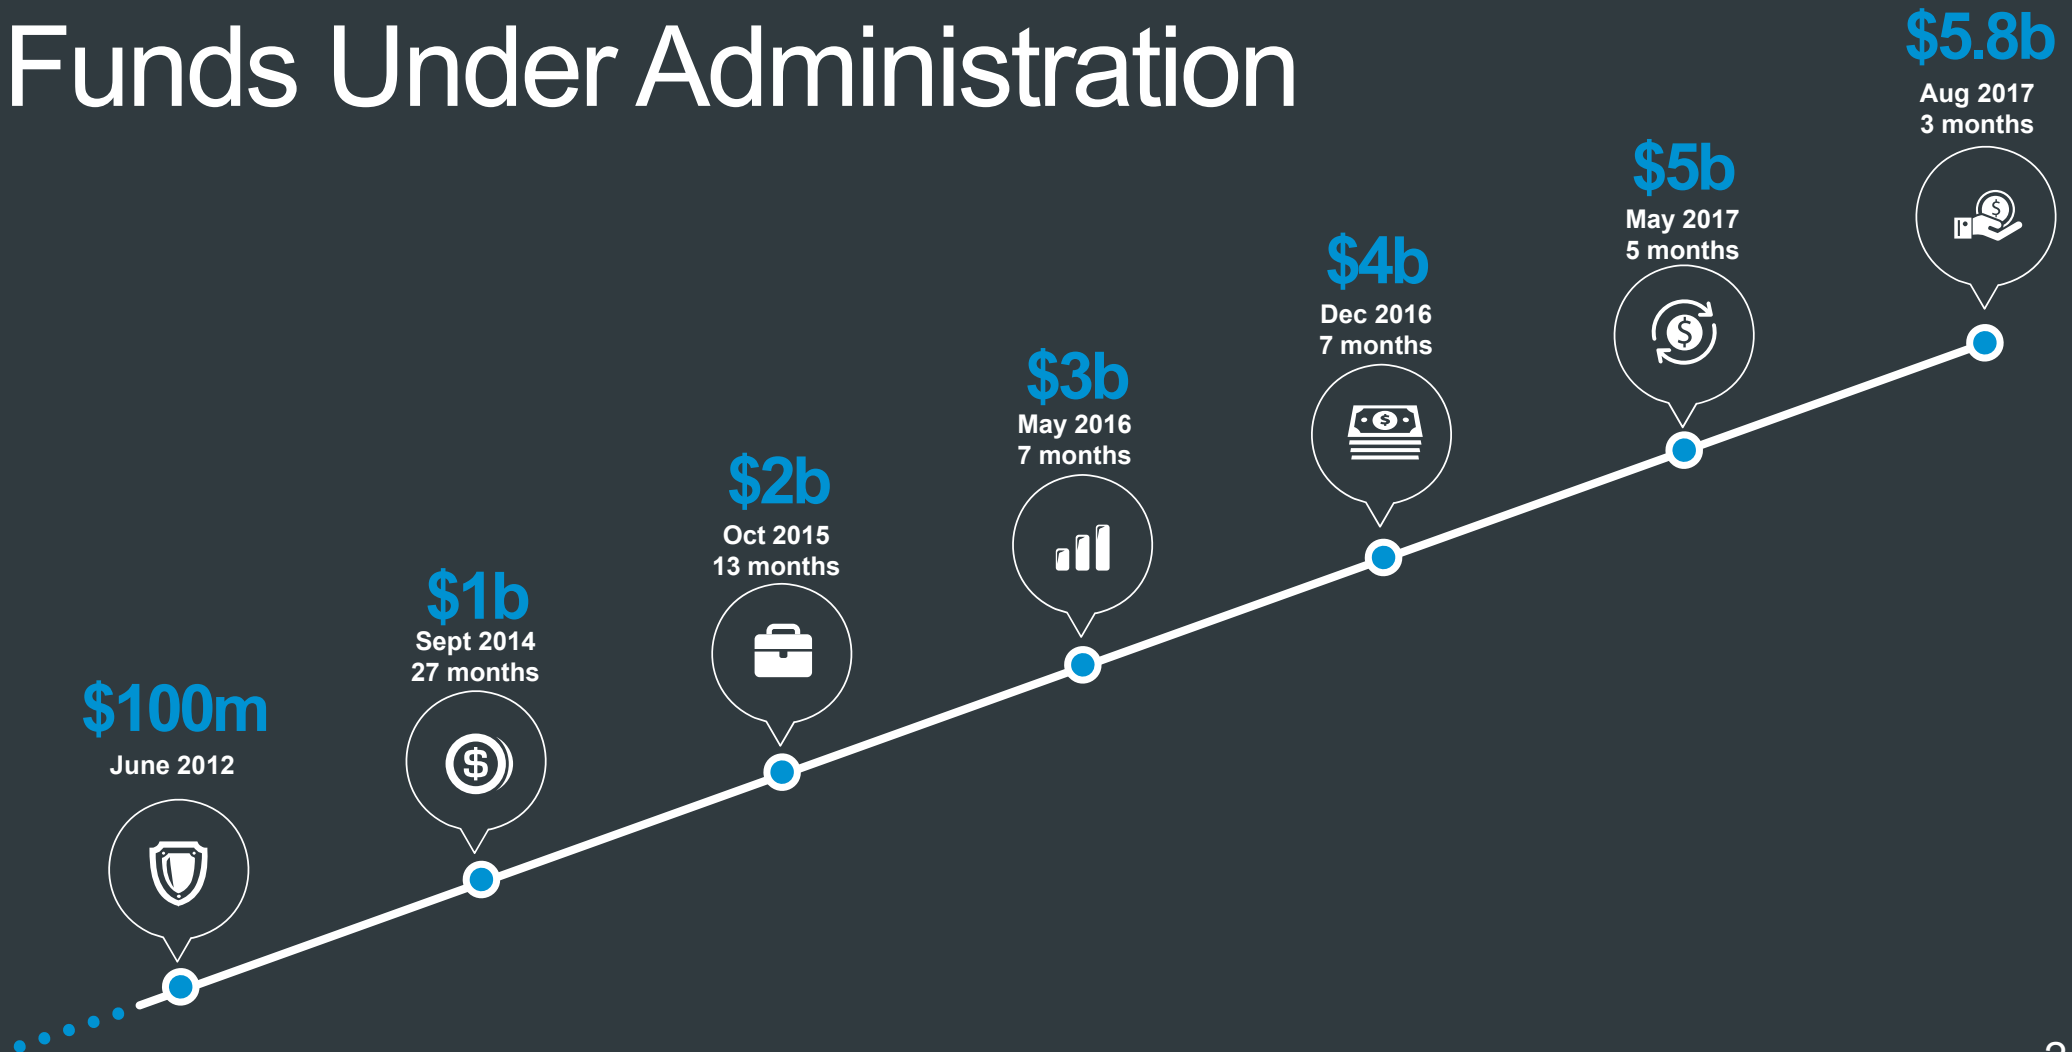 Funds Under Administration
$5.8b
Aug 2017
3 months
$5b
May 2017
5 months
$4b
Dec 2016
7 months
$3b
May 2016
7 months
$2b
Oct 2015
13 months
$1b
Sept 2014
27 months
$100m
June 2012